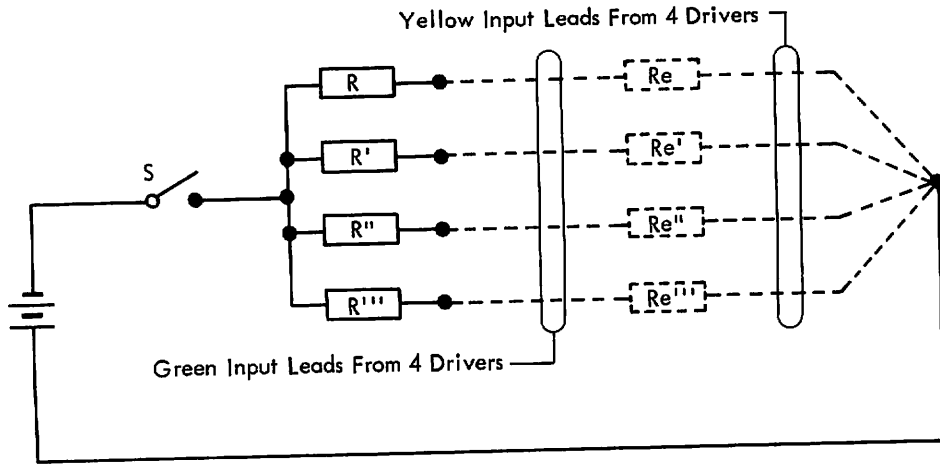 Yellow Input Leads From 4 Drivers
R
Re
R'
Re'
S
R"
Re"
R'''
Re'''
Green Input Leads From 4 Drivers